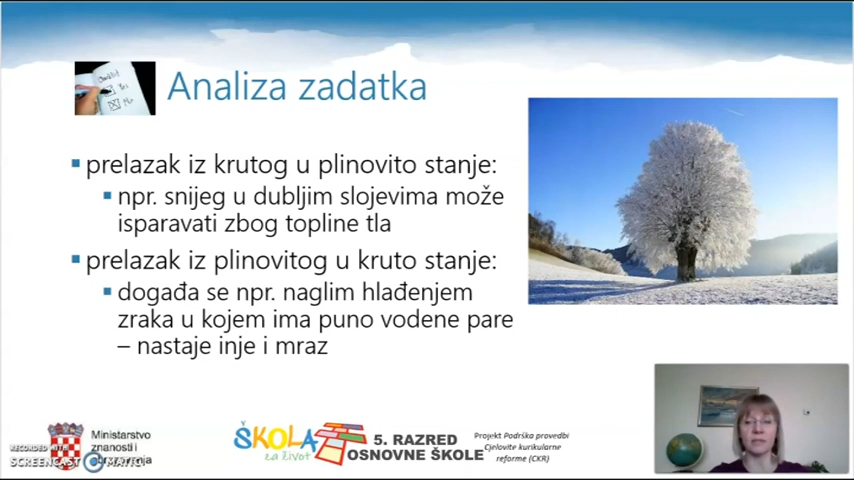 Analiza zadatka
prelazak iz krutog u plinovito stanje:
npr. snijeg u dubljim slojevima može
isparavati zbog topline tla
prelazak iz plinovitog u kruto stanje:
događa se npr. naglim hlađenjem
zraka u kojem ima puno vodene pare
– nastaje inje i mraz
Ministarstvo
znanosti i
RECORDED WITH
SCREENCAST MATIC
ŠKOLA
za život
5. RAZRED
OSNOVNE ŠKOLE
Projekt Podrška provedbi
Cjelovite kurikularne
reforme (CKR)